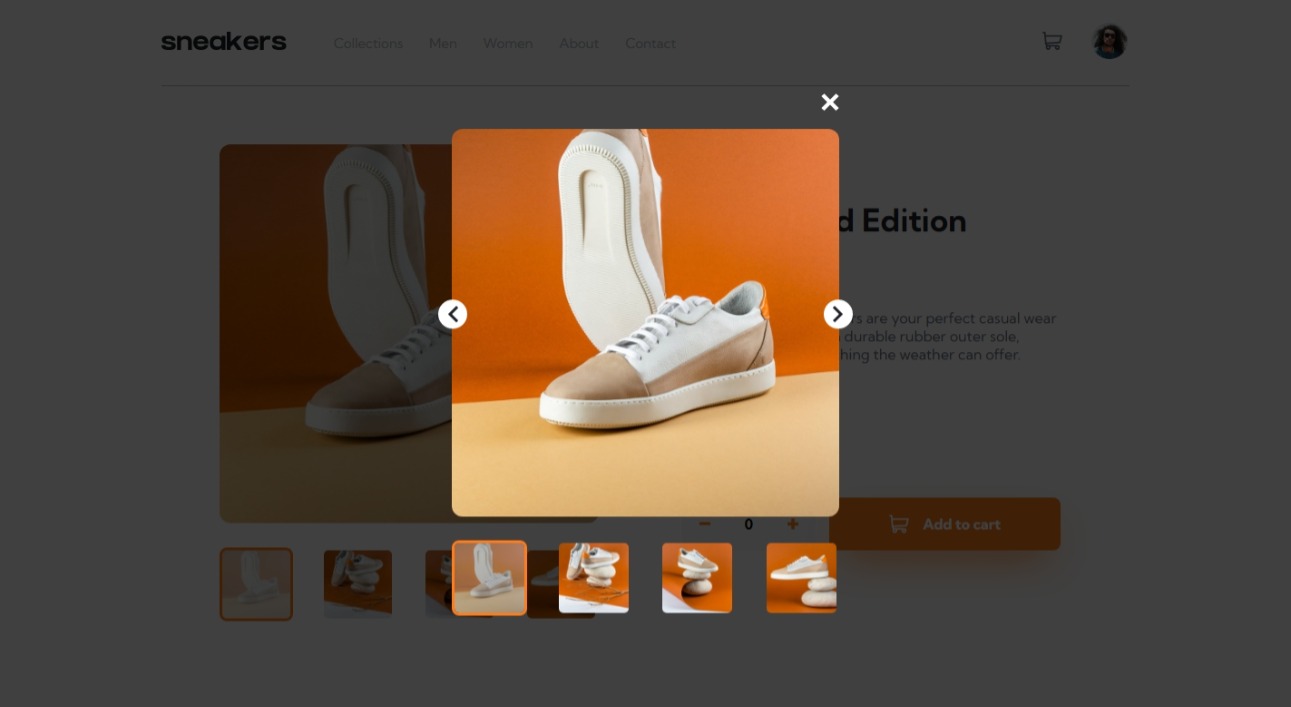 sneakers
Collections
Men
Women
About
Contact
d Edition
s are your perfect casual wear
durable rubber outer sole,
hing the weather can offer.
0
Add to cart